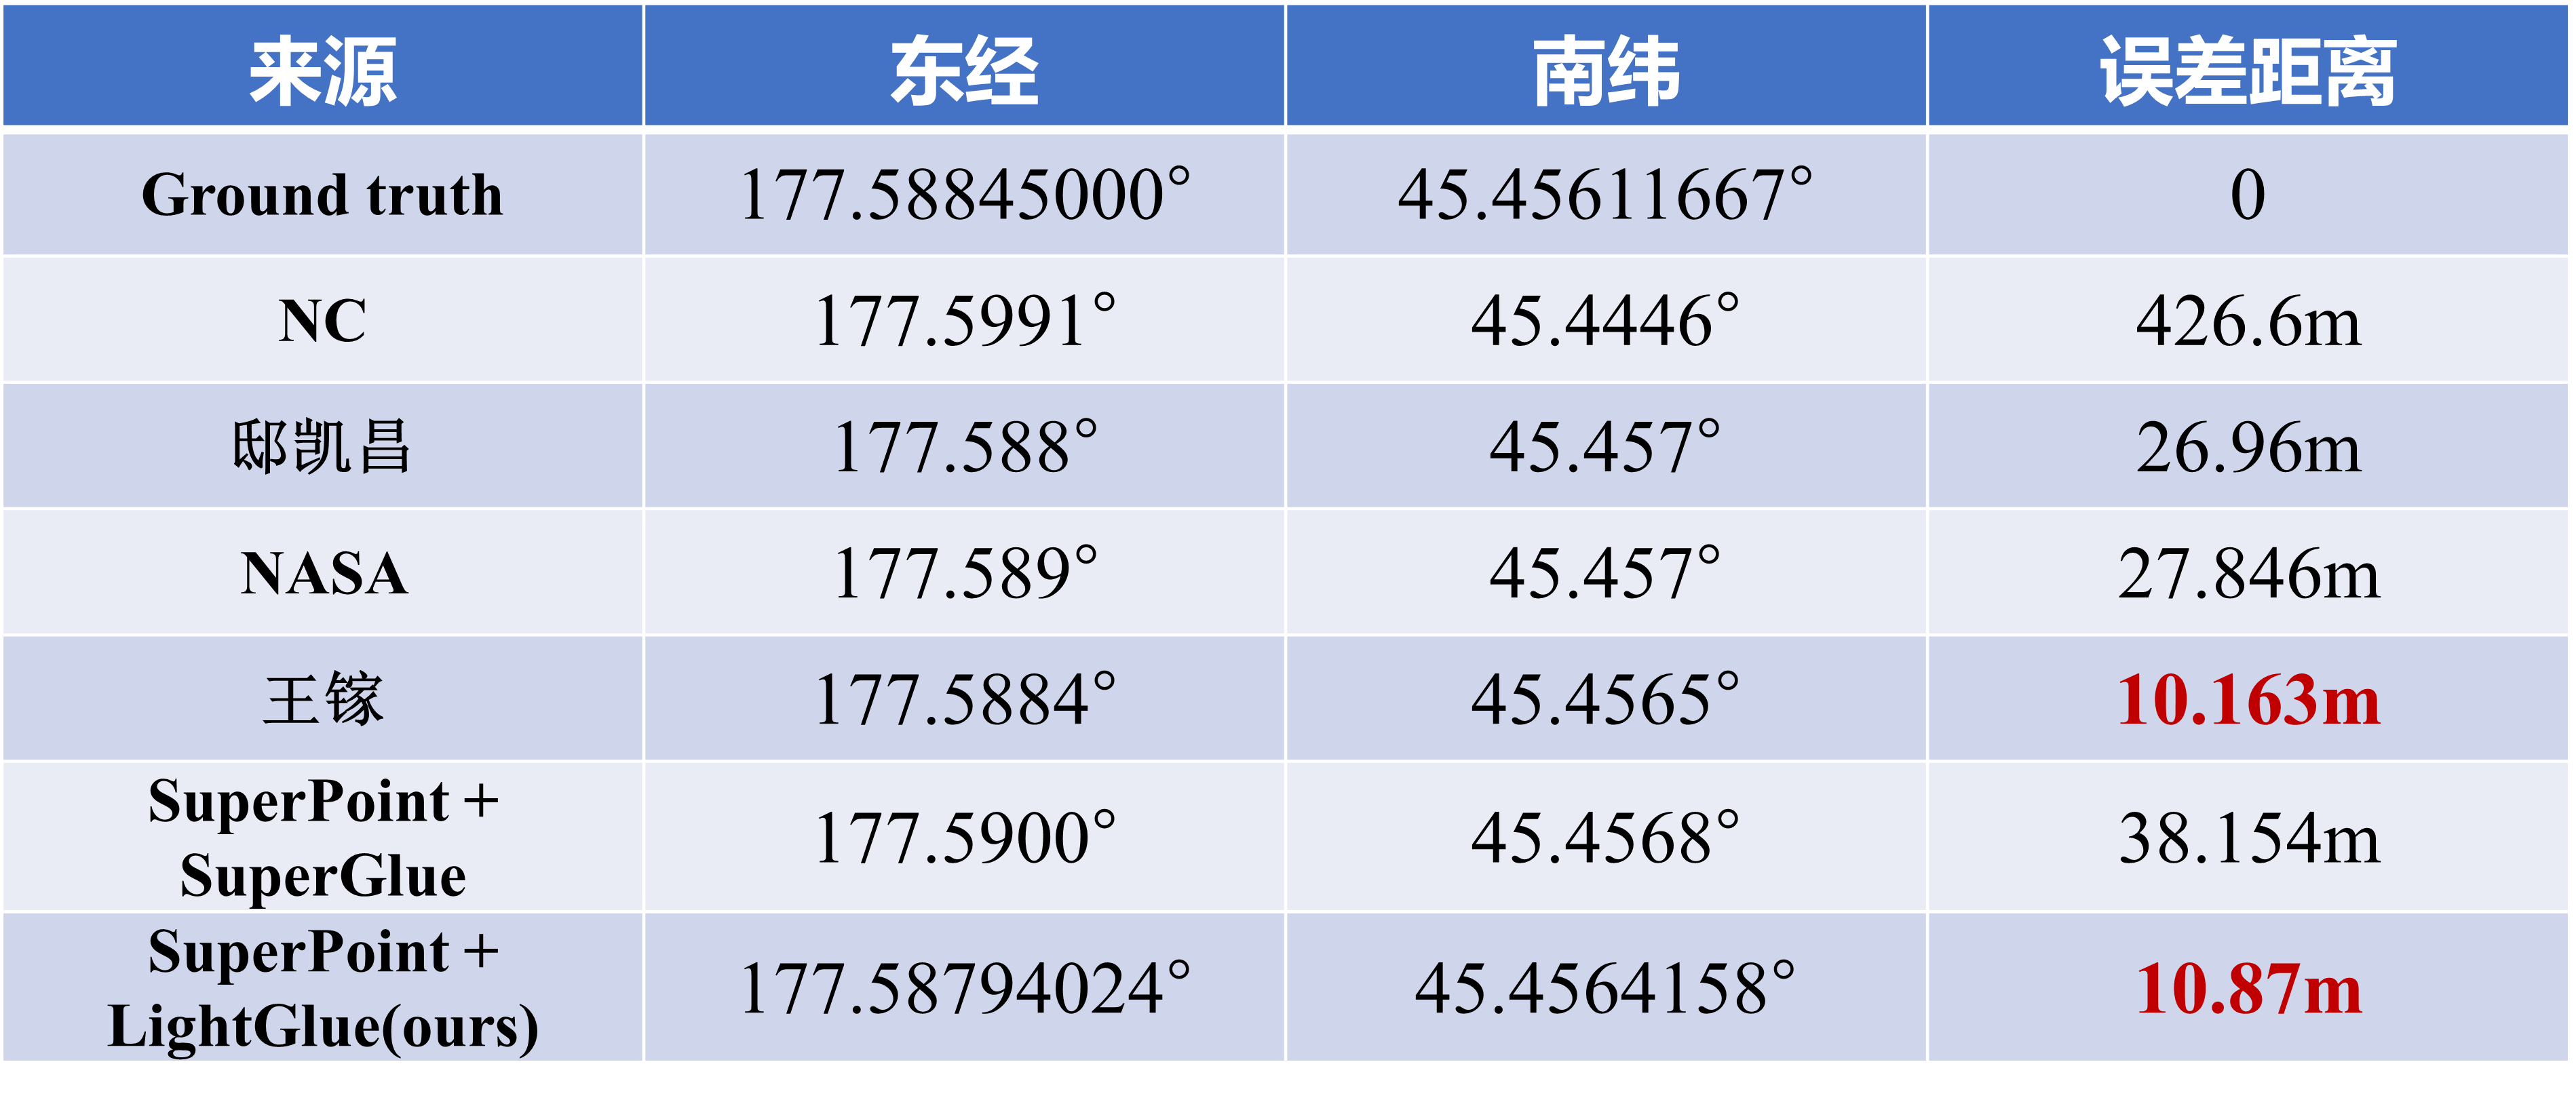 来源 东经 南纬 误差距离
Ground truth 177.58845000° 45.45611667° 0
NC 177.5991° 45.4446° 426.6m
邸凯昌 177.588° 45.457° 26.96m
NASA 177.589° 45.457° 27.846m
王镓 177.5884° 45.4565° 10.163m
SuperPoint +
SuperGlue 177.5900° 45.4568° 38.154m
SuperPoint +
LightGlue(ours) 177.58794024° 45.4564158° 10.87m